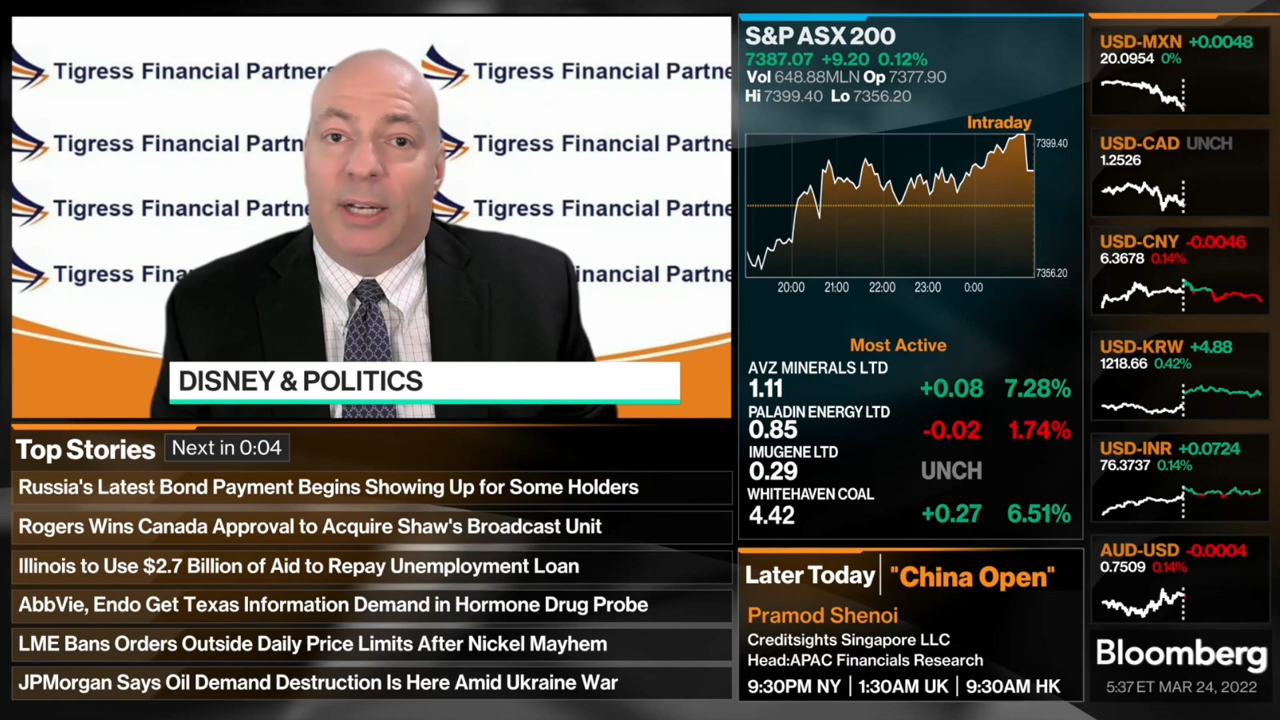 Tigress Financial Partners
Tigress Financial Partne
Tigress Financial Partne
Tigress Financial Partne
Tigress Financial Partne
Tigress Financial Partne
Tigress Fina
inancial Partne
DISNEY & POLITICS
Top Stories Next in 0:04
Russia's Latest Bond Payment Begins Showing Up for Some Holders
Rogers Wins Canada Approval to Acquire Shaw's Broadcast Unit
Illinois to Use $2.7 Billion of Aid to Repay Unemployment Loan
AbbVie, Endo Get Texas Information Demand in Hormone Drug Probe
LME Bans Orders Outside Daily Price Limits After Nickel Mayhem
JPMorgan Says Oil Demand Destruction Is Here Amid Ukraine War
S&P ASX 200
7387.07 +9.20 0.12%
Vol 648.88MLN Op 7377.90
Hi 7399.40 Lo 7356.20
Intraday
7399.40
7356.20
20:00 21:00 22:00 23:00 0:00
Most Active
AVZ MINERALS LTD
1.11 +0.08 7.28%
PALADIN ENERGY LTD
0.85 -0.02 1.74%
IMUGENE LTD
0.29 UNCH
WHITEHAVEN COAL
4.42 +0.27 6.51%
Later Today "China Open"
Pramod Shenoi
Creditsights Singapore LLC
Head:APAC Financials Research
9:30PM NY | 1:30AM UK | 9:30AM HK
USD-MXN +0.0048
20.0954 0%
USD-CAD UNCH
1.2526
USD-CNY -0.0046
6.3678 0.14%
USD-KRW +4.88
1218.66 0.42%
USD-INR +0.0724
76.3737 0.14%
AUD-USD -0.0004
0.7509 0.14%
Bloomberg
5:37 ET MAR 24, 2022